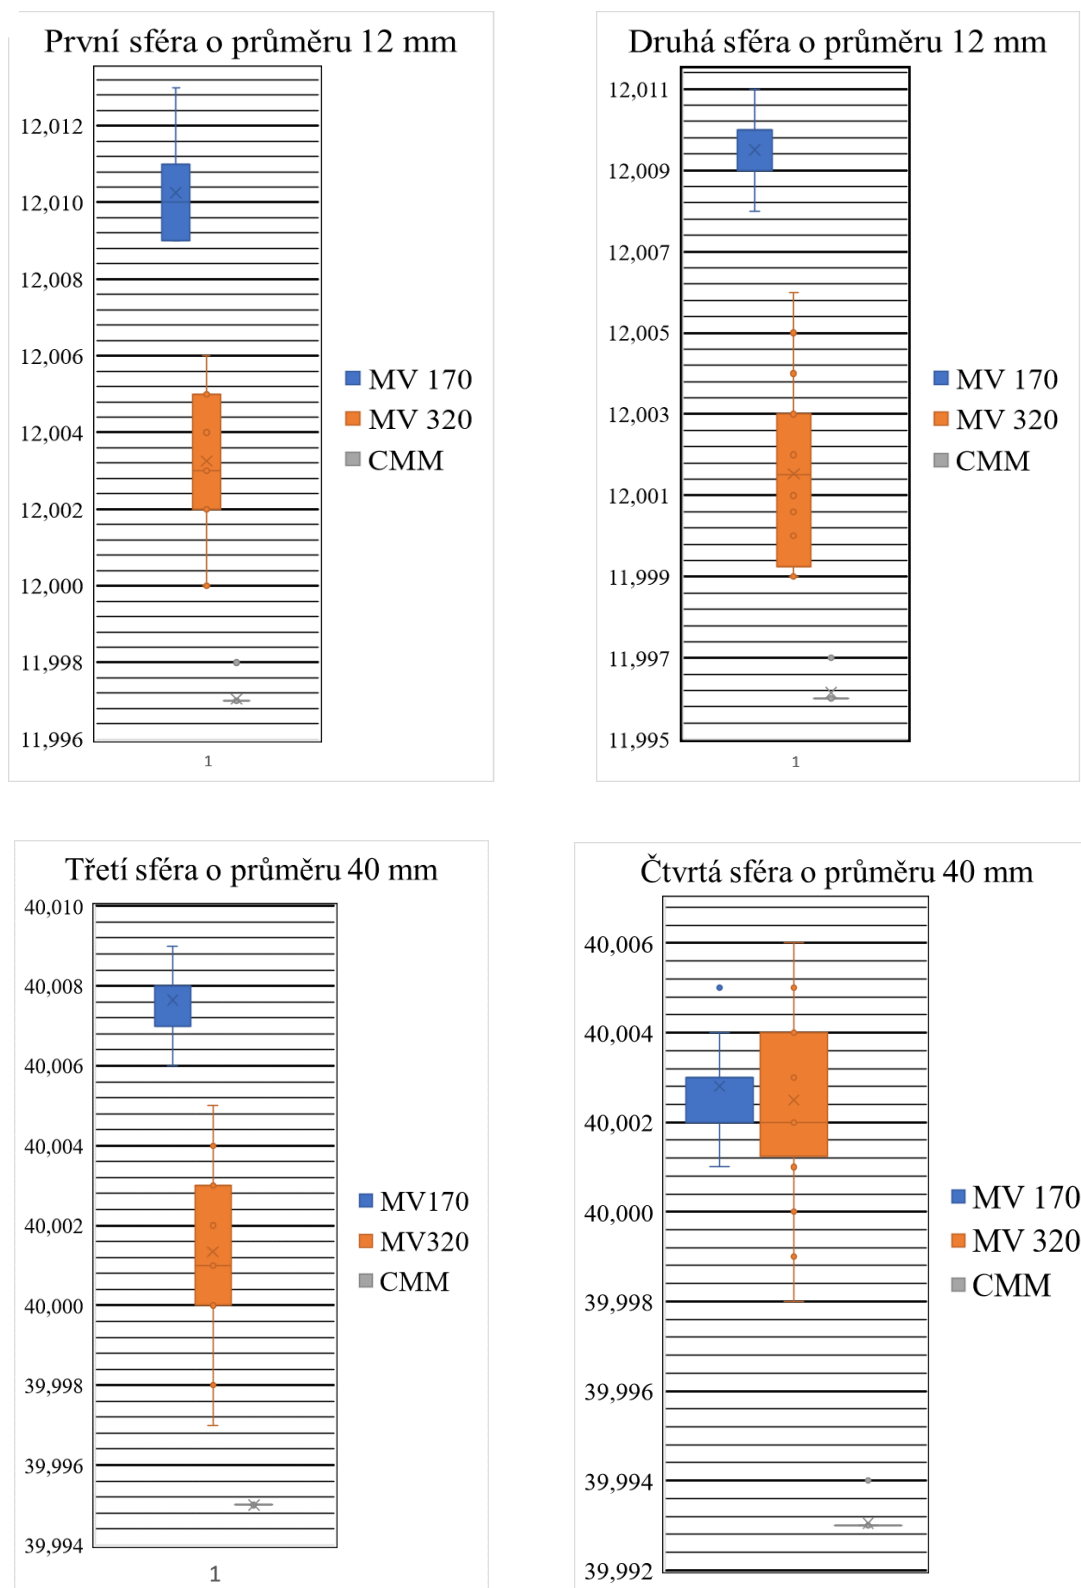 První sféra o průměru 12 mm
12,012
12,010
12,008
12,006
12,004
12,002
12,000
11,998
11,996
1
MV 170
MV 320
CMM
Druhá sféra o průměru 12 mm
12,011
12,009
12,007
12,005
12,003
12,001
11,999
11,997
11,995
1
MV 170
MV 320
CMM
Třetí sféra o průměru 40 mm
40,010
40,008
40,006
40,004
40,002
40,000
39,998
39,996
39,994
1
MV170
MV320
CMM
Čtvrtá sféra o průměru 40 mm
40,006
40,004
40,002
40,000
39,998
39,996
39,994
39,992
MV 170
MV 320
CMM